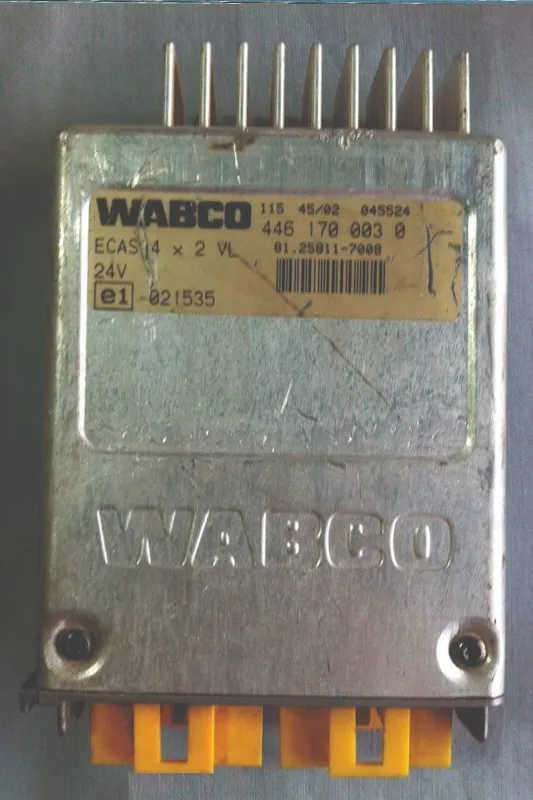 WABCO 115 45/02 045524
446 170 003 0
ECAS 4 x 2 VL 81.25811-7008
24V
e1 -021535
WABCO